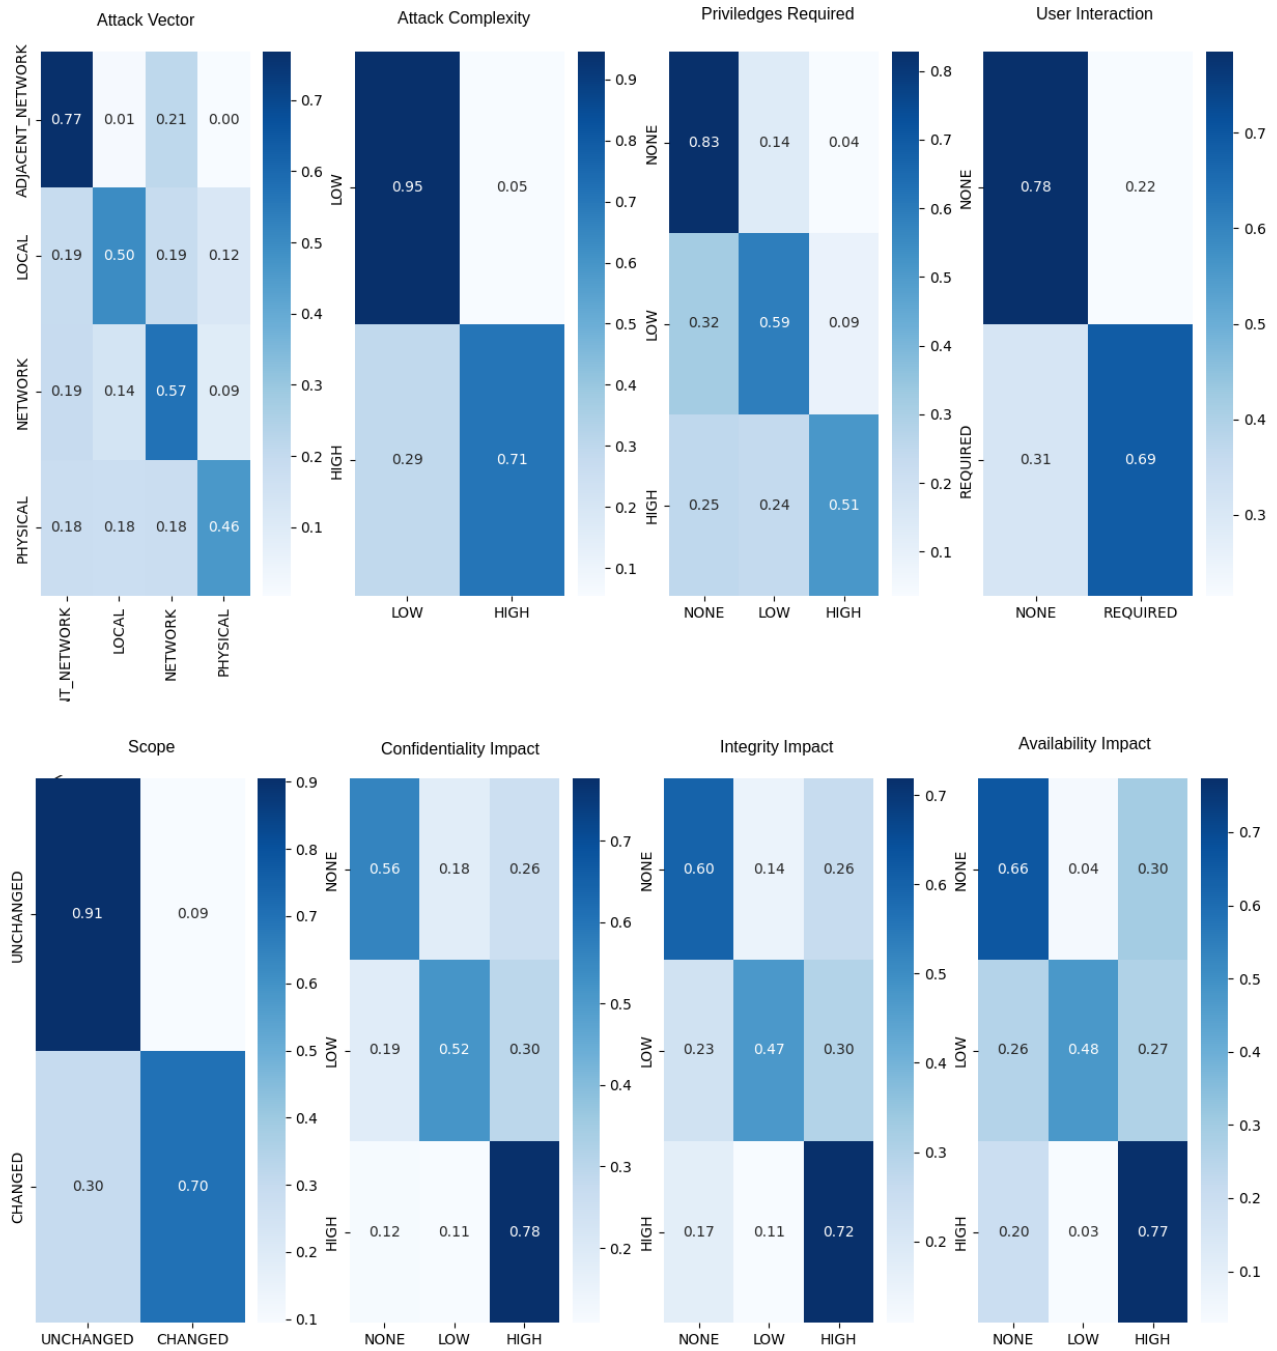 Attack Vector
ADJACENT_NETWORK
LOCAL
NETWORK
PHYSICAL
0.77 0.01 0.21 0.00
0.19 0.50 0.19 0.12
0.19 0.14 0.57 0.09
0.18 0.18 0.18 0.46
IT_NETWORK
LOCAL
NETWORK
PHYSICAL
0.7
0.6
0.5
0.4
0.3
0.2
0.1
Attack Complexity
LOW
HIGH
0.95 0.05
0.29 0.71
LOW HIGH
0.9
0.8
0.7
0.6
0.5
0.4
0.3
0.2
0.1
Priviledges Required
NONE
LOW
HIGH
0.83 0.14 0.04
0.32 0.59 0.09
0.25 0.24 0.51
NONE LOW HIGH
0.8
0.7
0.6
0.5
0.4
0.3
0.2
0.1
User Interaction
NONE
REQUIRED
0.78 0.22
0.31 0.69
NONE REQUIRED
0.7
0.6
0.5
0.4
0.3
Scope
UNCHANGED
CHANGED
0.91 0.09
0.30 0.70
UNCHANGED CHANGED
0.9
0.8
0.7
0.6
0.5
0.4
0.3
0.2
0.1
Confidentiality Impact
NONE
LOW
HIGH
0.56 0.18 0.26
0.19 0.52 0.30
0.12 0.11 0.78
NONE LOW HIGH
0.7
0.6
0.5
0.4
0.3
0.2
Integrity Impact
NONE
LOW
HIGH
0.60 0.14 0.26
0.23 0.47 0.30
0.17 0.11 0.72
NONE LOW HIGH
0.7
0.6
0.5
0.4
0.3
0.2
Availability Impact
NONE
LOW
HIGH
0.66 0.04 0.30
0.26 0.48 0.27
0.20 0.03 0.77
NONE LOW HIGH
0.7
0.6
0.5
0.4
0.3
0.2
0.1